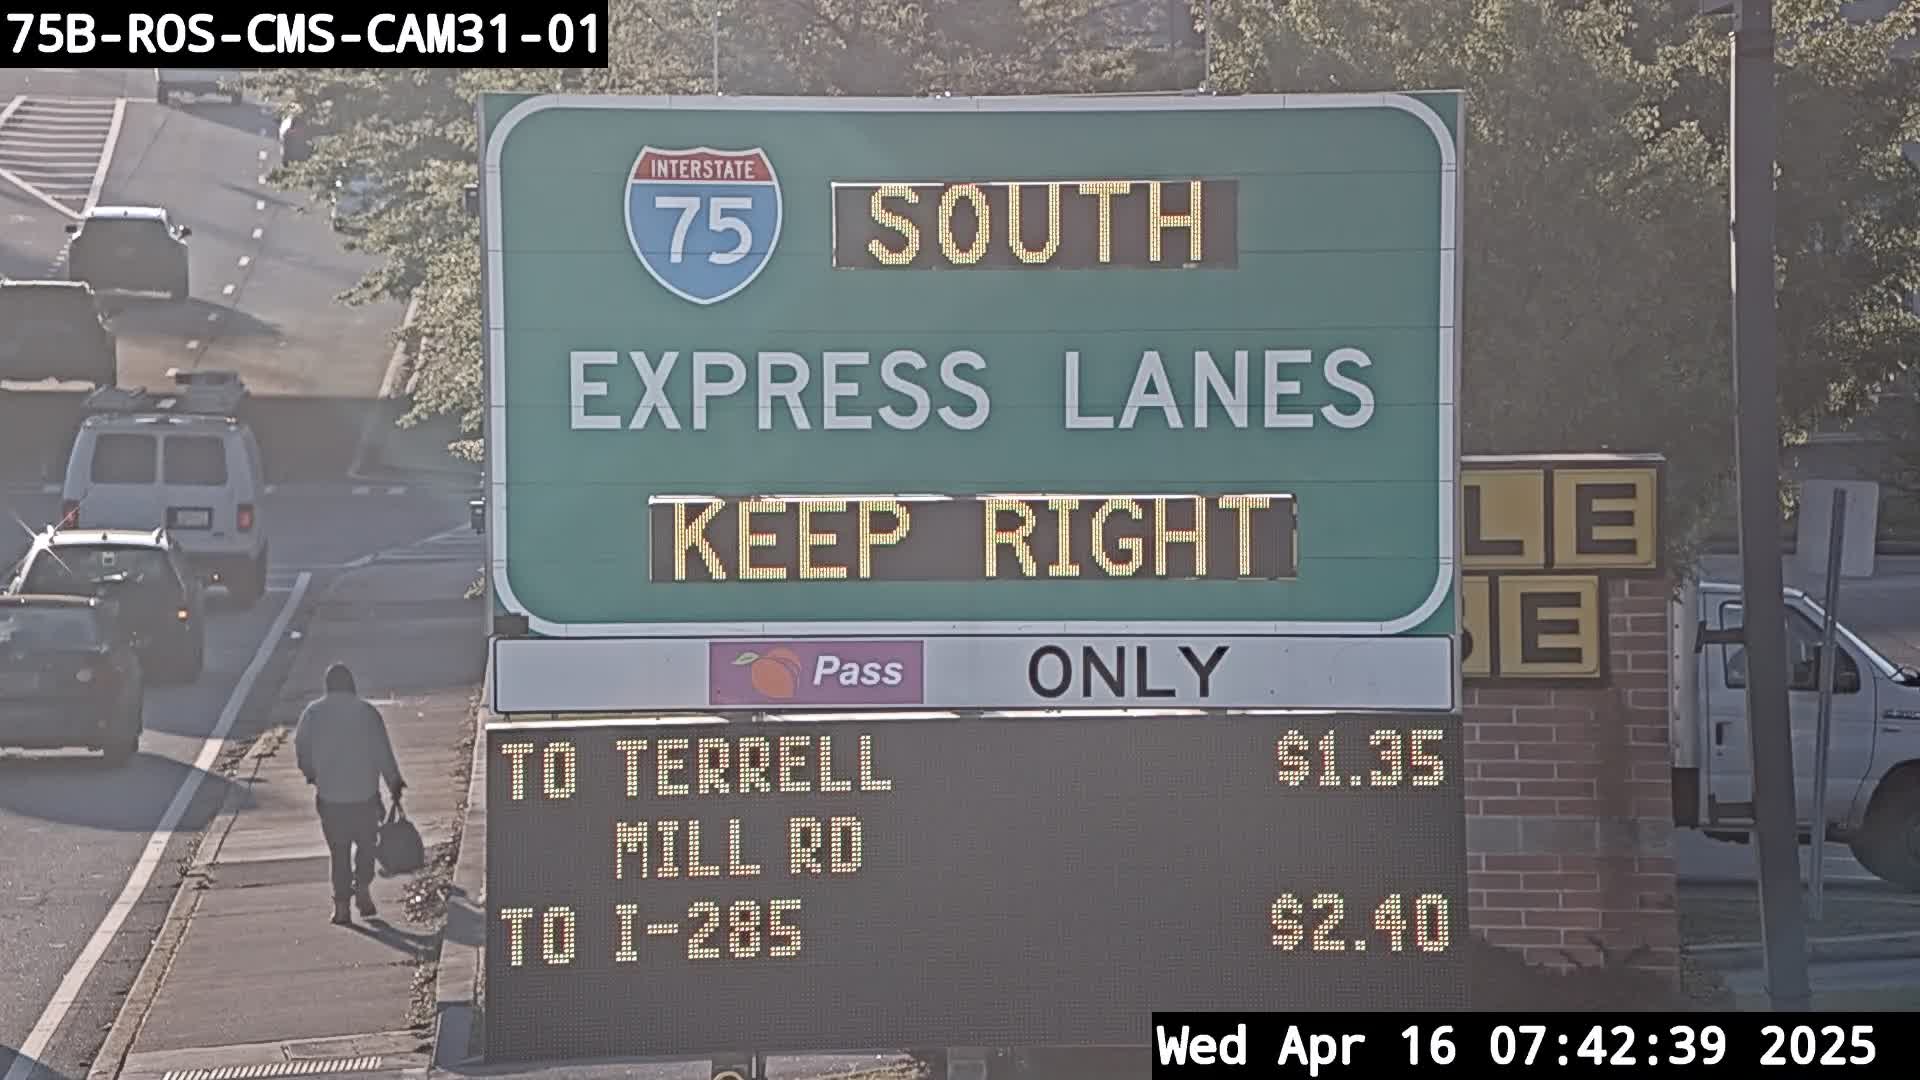 75B-ROS-CMS-CAM31-01
INTERSTATE
75
SOUTH
EXPRESS LANES
KEEP RIGHT
Pass ONLY
TO TERRELL $1.35
MILL RD
TO I-285 $2.40
LE
E
Wed Apr 16 07:42:39 2025